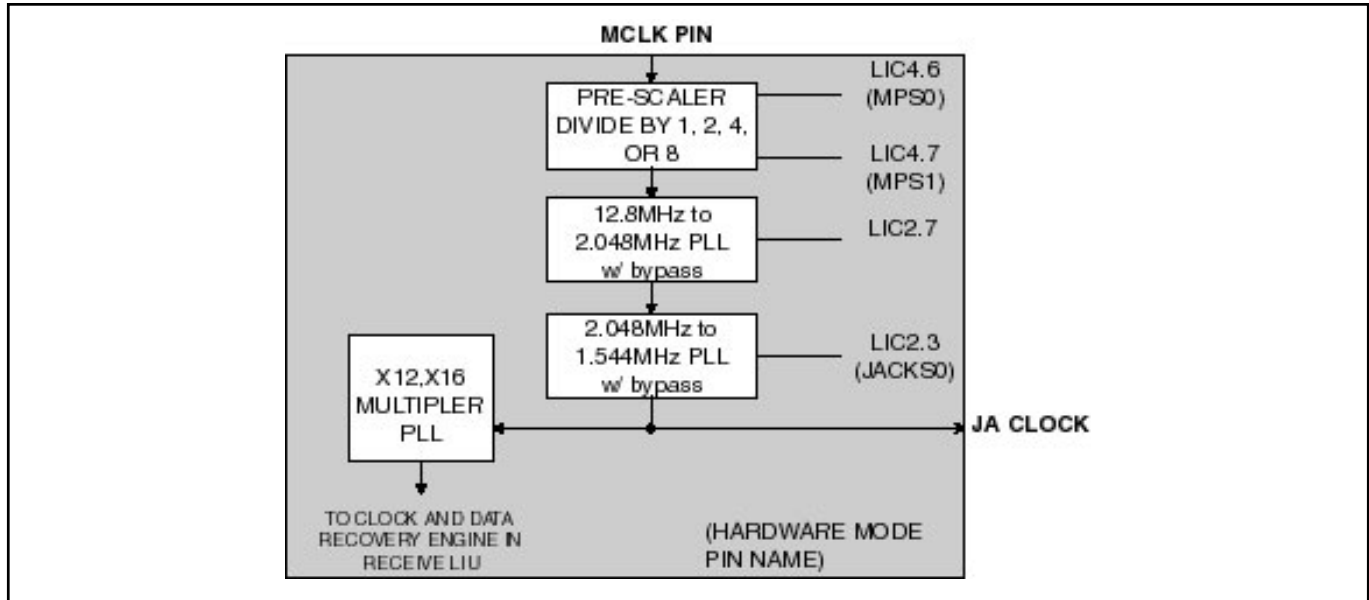 MCLK PIN
PRE-SCALER
DIVIDE BY 1, 2, 4,
OR 8
LIC4.6
(MPS0)
LIC4.7
(MPS1)
12.8MHz to
2.048MHz PLL
w/ bypass
LIC2.7
2.048MHz to
1.544MHz PLL
w/ bypass
LIC2.3
(JACKS0)
X12,X16
MULTIPLER
PLL
JA CLOCK
TO CLOCK AND DATA
RECOVERY ENGINE IN
RECEIVE LIU
(HARDWARE MODE
PIN NAME)